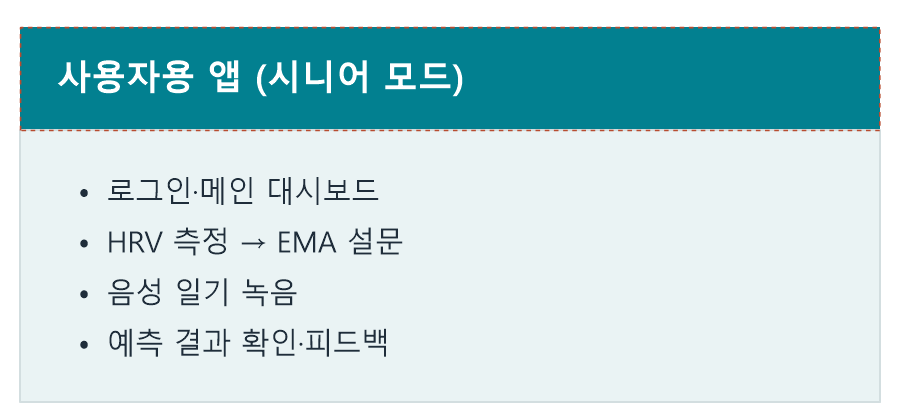 사용자용 앱 (시니어 모드)
• 로그인·메인 대시보드
• HRV 측정 → EMA 설문
• 음성 일기 녹음
• 예측 결과 확인·피드백